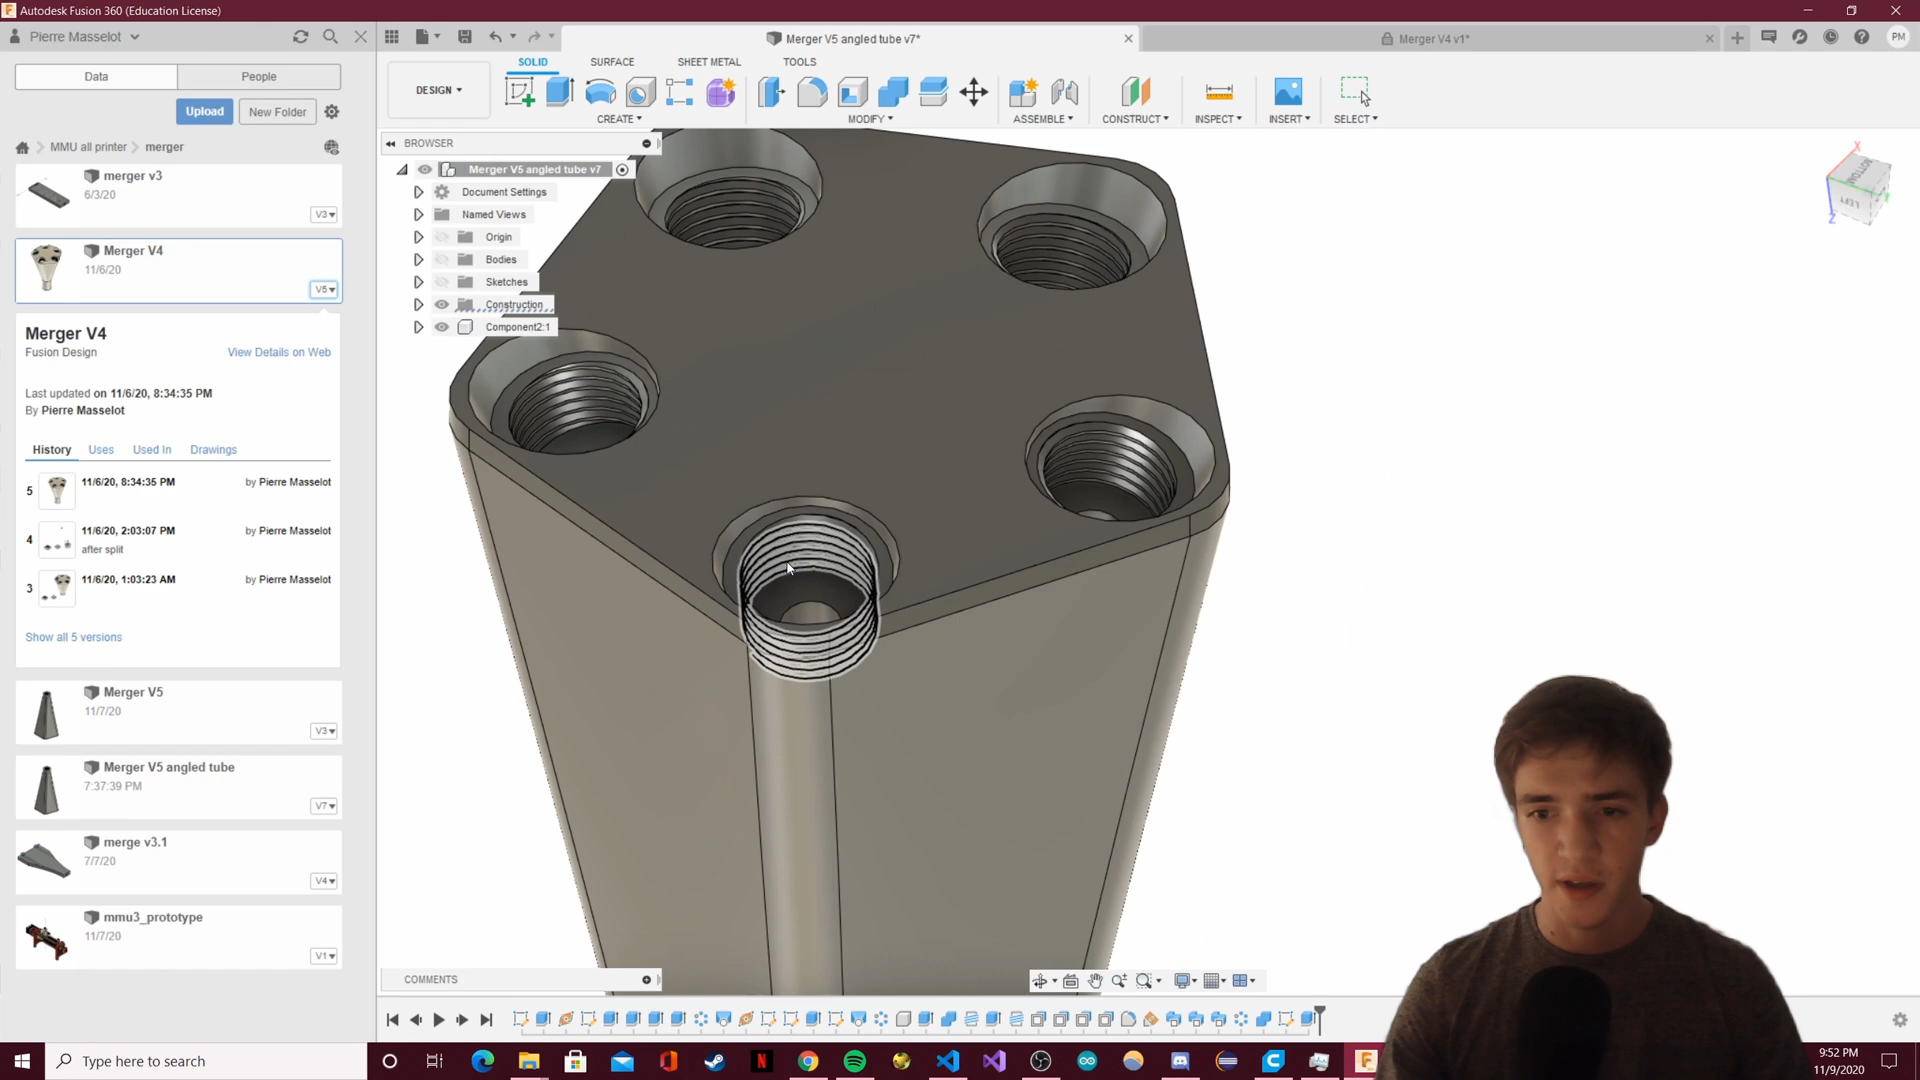 Autodesk Fusion 360 (Education License)
Pierre Masselot
Merger V5 angled tube v7*
Merger V4 v1*
PM
Data
People
Upload
New Folder
MMU all printer
merger
merger v3
6/3/20
V3
Merger V4
11/6/20
V5
Merger V4
Fusion Design
View Details on Web
Last updated on 11/6/20, 8:34:35 PM
By Pierre Masselot
History
Uses
Used In
Drawings
5
11/6/20, 8:34:35 PM
by Pierre Masselot
4
11/6/20, 2:03:07 PM
after split
by Pierre Masselot
3
11/6/20, 1:03:23 AM
by Pierre Masselot
Show all 5 versions
Merger V5
11/7/20
V3
Merger V5 angled tube
7:37:39 PM
V7
merge v3.1
7/7/20
V4
mmu3_prototype
11/7/20
V1
DESIGN
SOLID
SURFACE
SHEET METAL
TOOLS
CREATE
MODIFY
ASSEMBLE
CONSTRUCT
INSPECT
INSERT
SELECT
BROWSER
Merger V5 angled tube v7
Document Settings
Named Views
Origin
Bodies
Sketches
Construction
Component2:1
X
BOTTOM
LEFT
Z
COMMENTS
Type here to search
9:52 PM
11/9/2020